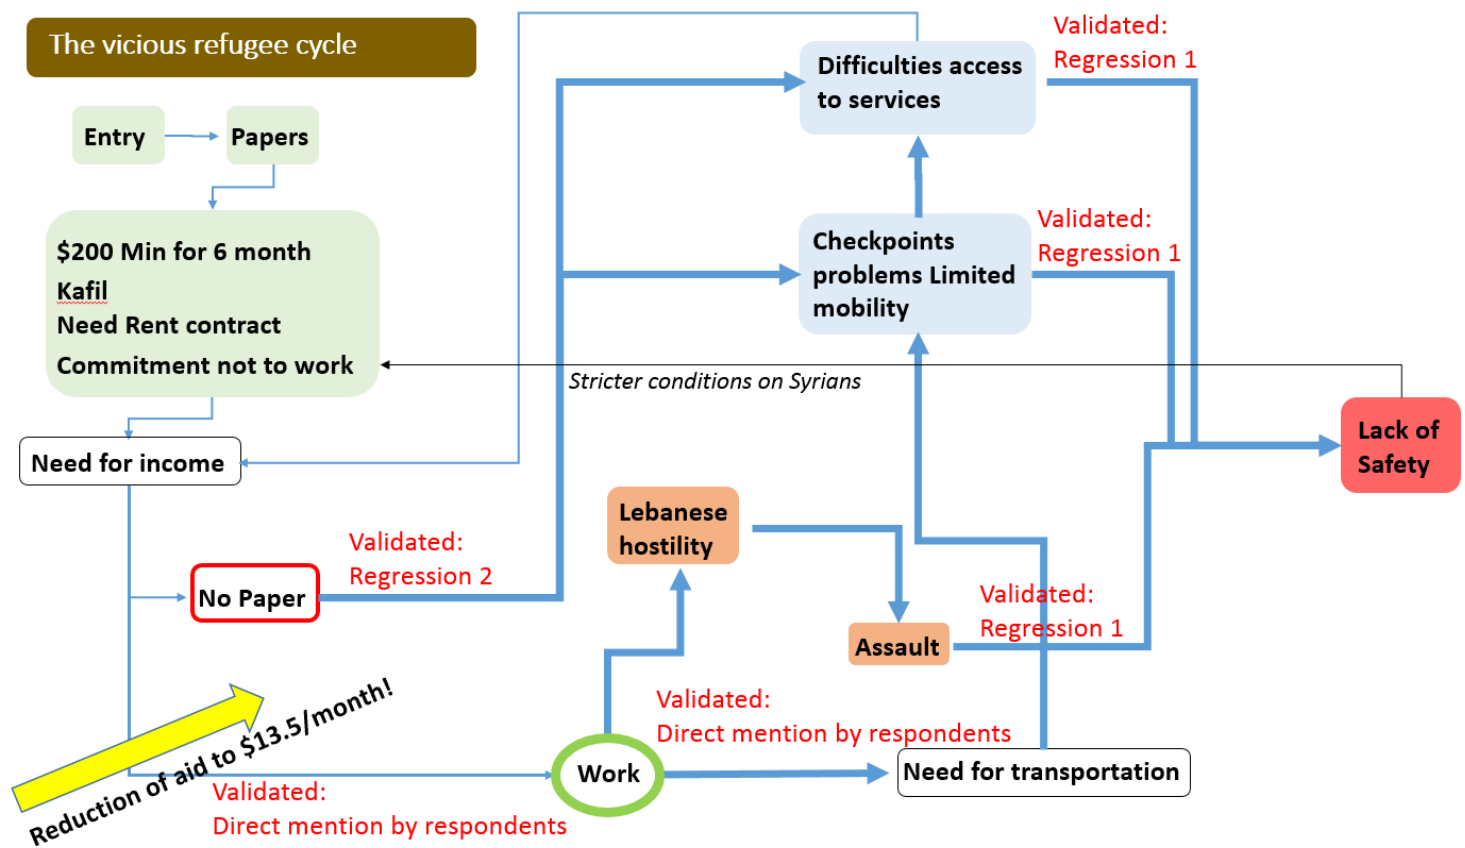 The vicious refugee cycle
Validated:
Regression 1
Difficulties access
to services
Entry
Papers
Validated:
Regression 1
$200 Min for 6 month
Kafil
Need Rent contract
Commitment not to work
Checkpoints
problems Limited
mobility
Stricter conditions on Syrians
Lack of
Safety
Need for income
Lebanese
hostility
Validated:
Regression 2
No Paper
Validated:
Regression 1
Assault
Reduction of aid to $13.5/month!
Validated:
Direct mention by respondents
Work
Need for transportation
Validated:
Direct mention by respondents